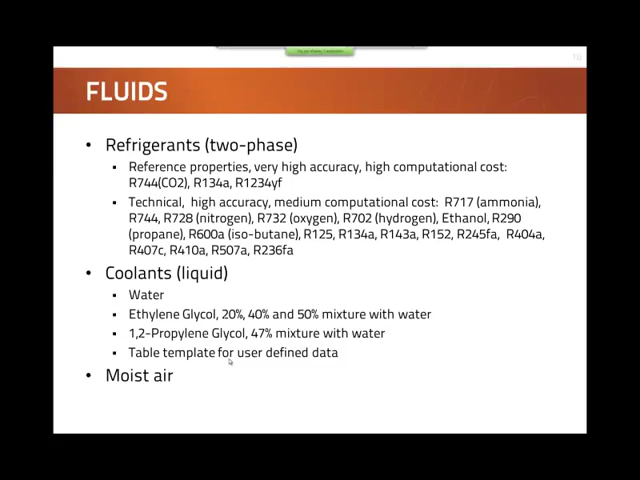 18
FLUIDS
• Refrigerants (two-phase)
▪ Reference properties, very high accuracy, high computational cost:
R744(CO2), R134a, R1234yf
▪ Technical, high accuracy, medium computational cost: R717 (ammonia),
R744, R728 (nitrogen), R732 (oxygen), R702 (hydrogen), Ethanol, R290
(propane), R600a (iso-butane), R125, R134a, R143a, R152, R245fa, R404a,
R407c, R410a, R507a, R236fa
• Coolants (liquid)
▪ Water
▪ Ethylene Glycol, 20%, 40% and 50% mixture with water
▪ 1,2-Propylene Glycol, 47% mixture with water
▪ Table template for user defined data
• Moist air